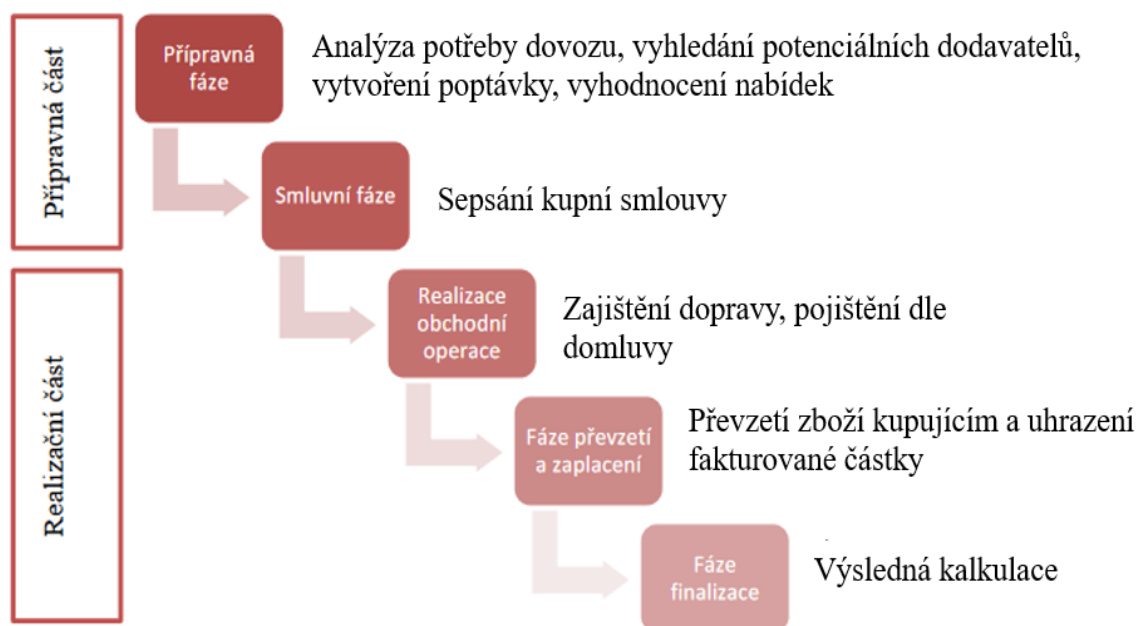 Přípravná část
Přípravná
fáze
Analýza potřeby dovozu, vyhledání potenciálních dodavatelů,
vytvoření poptávky, vyhodnocení nabídek
Smluvní fáze
Sepsání kupní smlouvy
Realizační část
Realizace
obchodní
operace
Zajištění dopravy, pojištění dle
domluvy
Fáze převzetí
a zaplacení
Převzetí zboží kupujícím a uhrazení
fakturované částky
Fáze
finalizace
Výsledná kalkulace